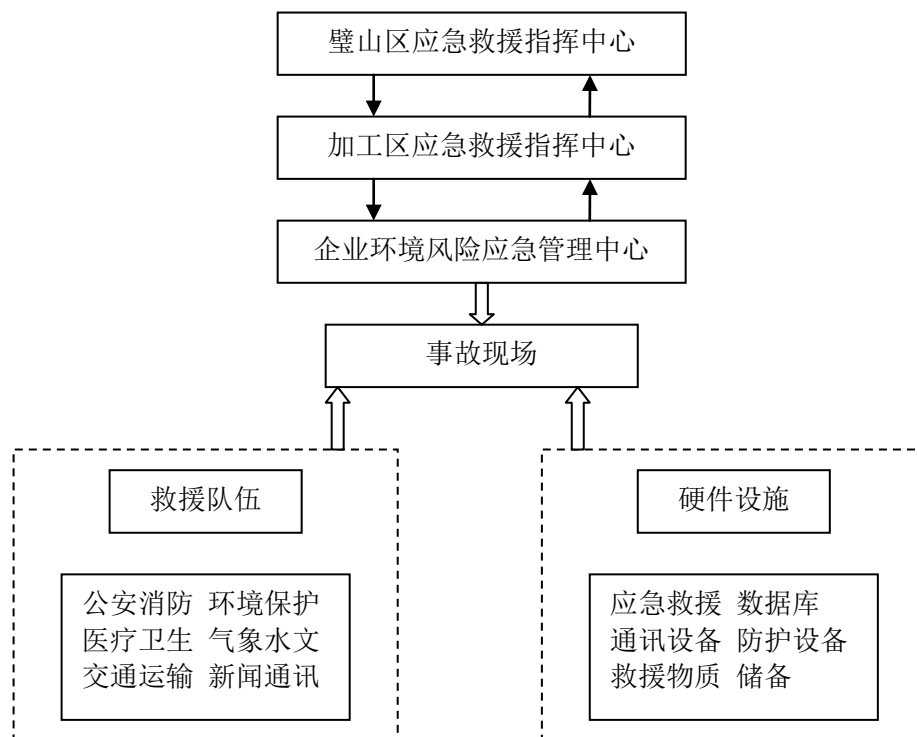 璧山区应急救援指挥中心
加工区应急救援指挥中心
企业环境风险应急管理中心
事故现场
救援队伍
公安消防 环境保护
医疗卫生 气象水文
交通运输 新闻通讯
硬件设施
应急救援 数据库
通讯设备 防护设备
救援物质 储备